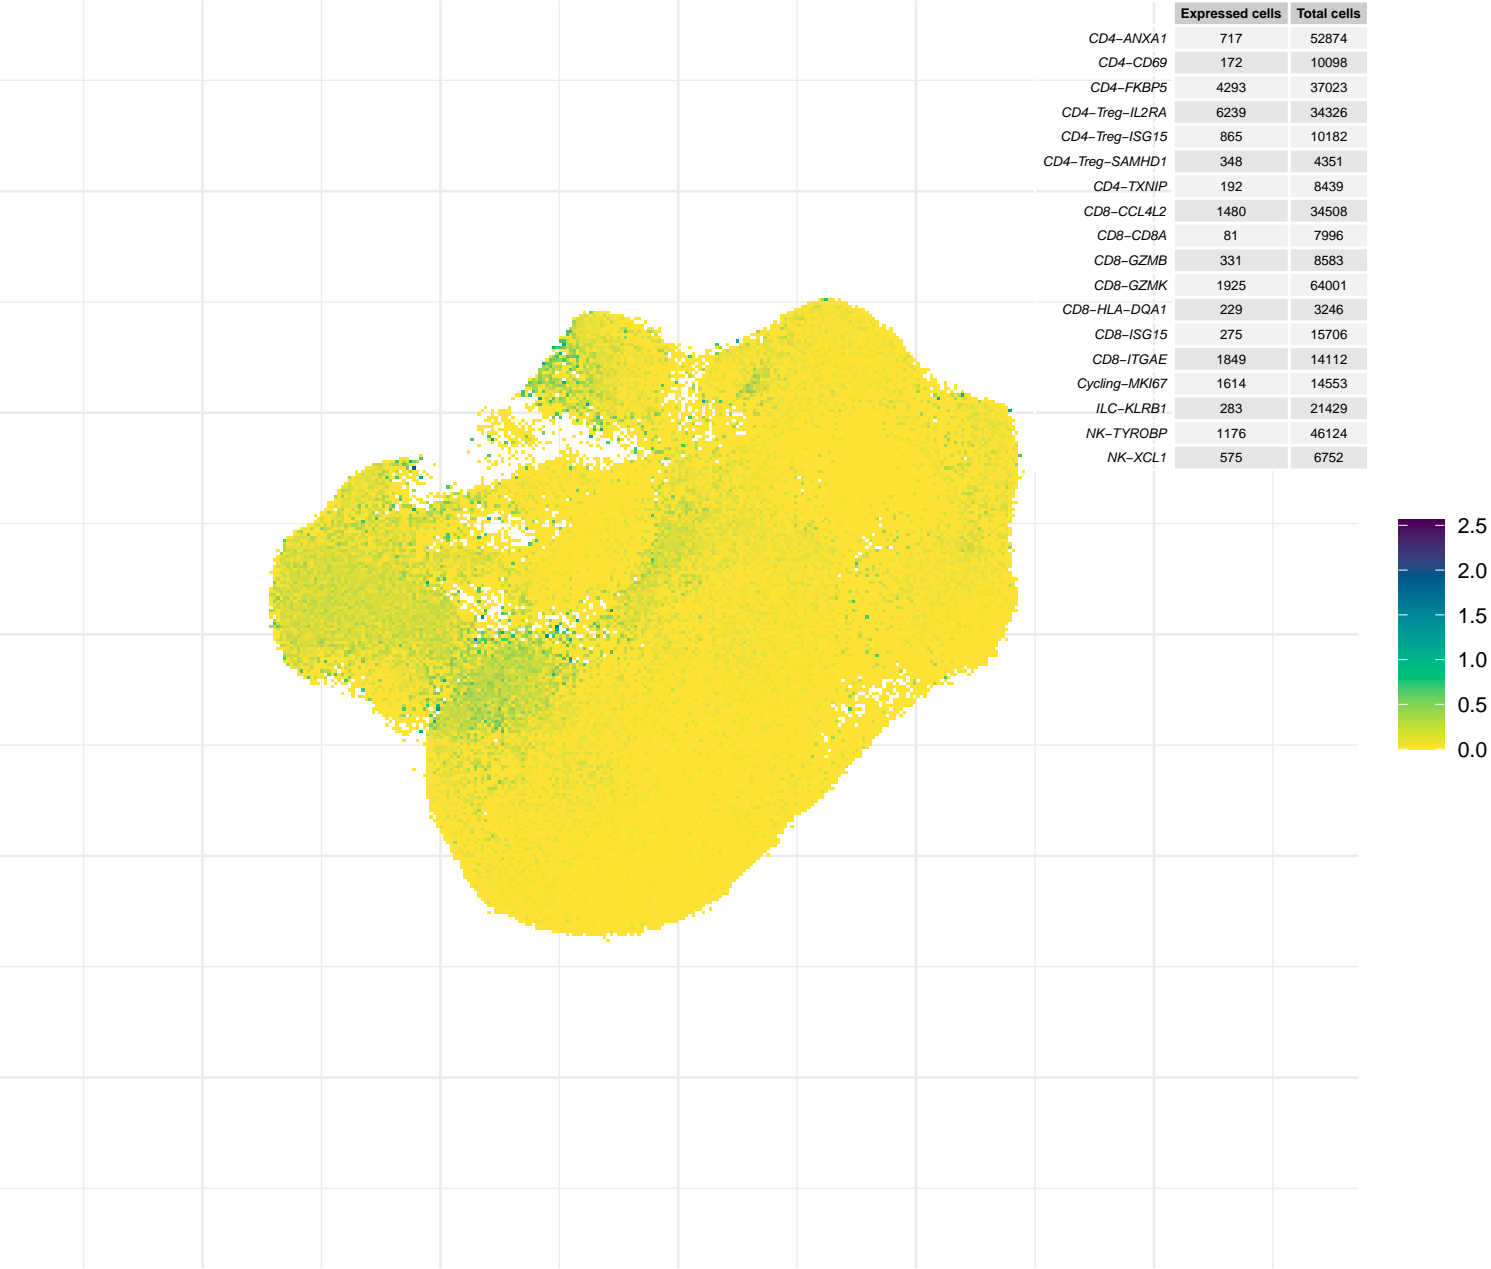 Expressed cells Total cells
CD4−ANXA1 717 52874
CD4−CD69 172 10098
CD4−FKBP5 4293 37023
CD4−Treg−IL2RA 6239 34326
CD4−Treg−ISG15 865 10182
CD4−Treg−SAMHD1 348 4351
CD4−TXNIP 192 8439
CD8−CCL4L2 1480 34508
CD8−CD8A 81 7996
CD8−GZMB 331 8583
CD8−GZMK 1925 64001
CD8−HLA−DQA1 229 3246
CD8−ISG15 275 15706
CD8−ITGAE 1849 14112
Cycling−MKI67 1614 14553
ILC−KLRB1 283 21429
NK−TYROBP 1176 46124
NK−XCL1 575 6752
2.5
2.0
1.5
1.0
0.5
0.0